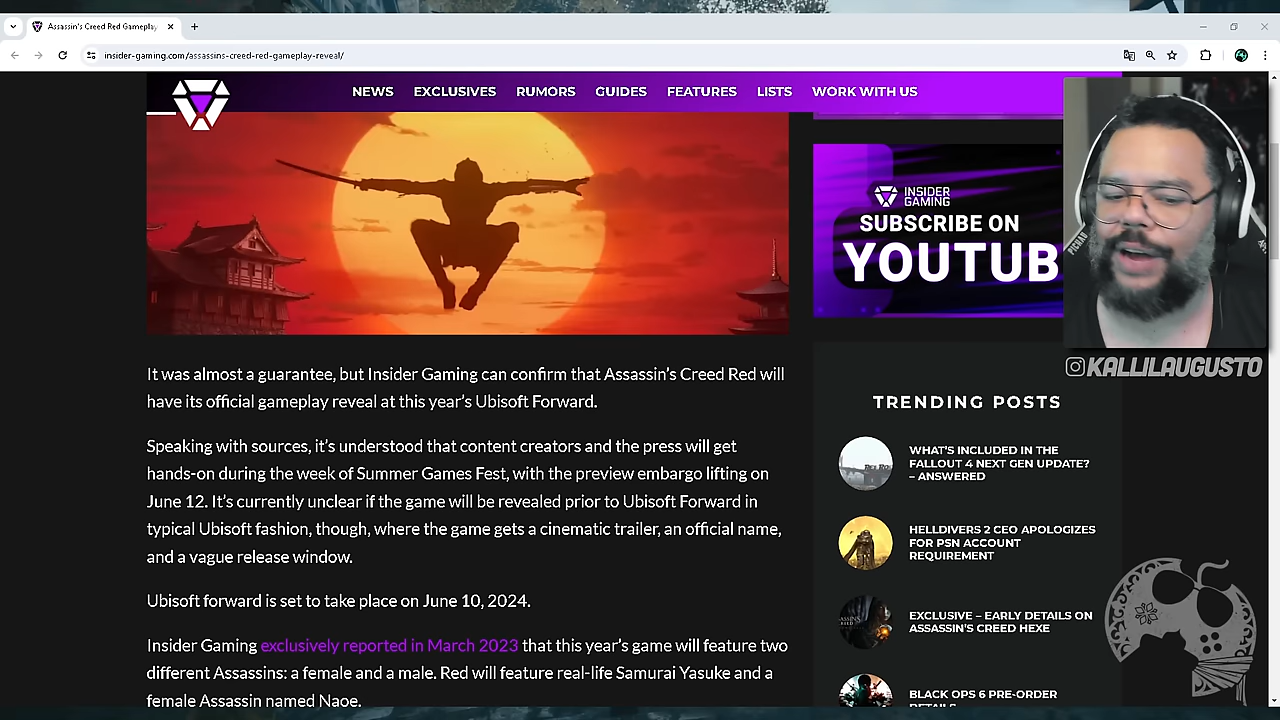 Assassin's Creed Red Gameplay
insider-gaming.com/assassins-creed-red-gameplay-reveal/
NEWS EXCLUSIVES RUMORS GUIDES FEATURES LISTS WORK WITH US
INSIDER
GAMING
SUBSCRIBE ON
YOUTUB
PICHAU
KALLILAUGUSTO
It was almost a guarantee, but Insider Gaming can confirm that Assassin's Creed Red will
have its official gameplay reveal at this year's Ubisoft Forward.
Speaking with sources, it's understood that content creators and the press will get
hands-on during the week of Summer Games Fest, with the preview embargo lifting on
June 12. It's currently unclear if the game will be revealed prior to Ubisoft Forward in
typical Ubisoft fashion, though, where the game gets a cinematic trailer, an official name,
and a vague release window.
Ubisoft forward is set to take place on June 10, 2024.
Insider Gaming exclusively reported in March 2023 that this year's game will feature two
different Assassins: a female and a male. Red will feature real-life Samurai Yasuke and a
female Assassin named Naoe.
TRENDING POSTS
WHAT'S INCLUDED IN THE
FALLOUT 4 NEXT GEN UPDATE?
– ANSWERED
HELLDIVERS 2 CEO APOLOGIZES
FOR PSN ACCOUNT
REQUIREMENT
EXCLUSIVE – EARLY DETAILS ON
ASSASSIN'S CREED HEXE
BLACK OPS 6 PRE-ORDER
DETAILS